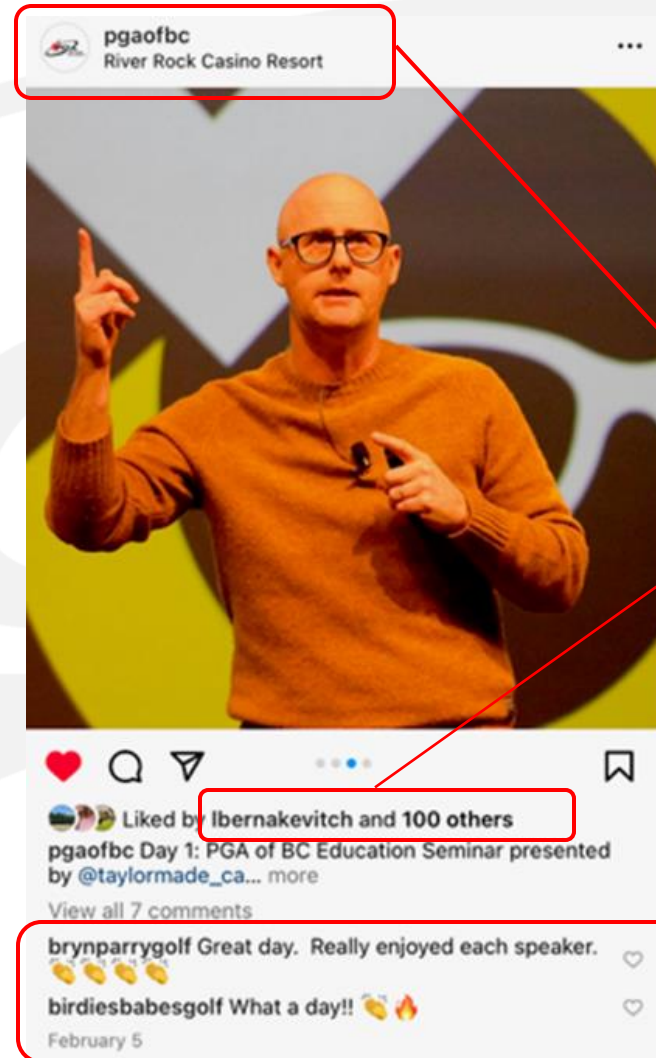 pgaofbc
River Rock Casino Resort
Liked by lbernakevitch and 100 others
pgaofbc Day 1: PGA of BC Education Seminar presented
by @taylormade_ca... more
View all 7 comments
brynparrygolf Great day. Really enjoyed each speaker.
👏👏👏👏
birdiesbabesgolf What a day!! 👏🔥
February 5